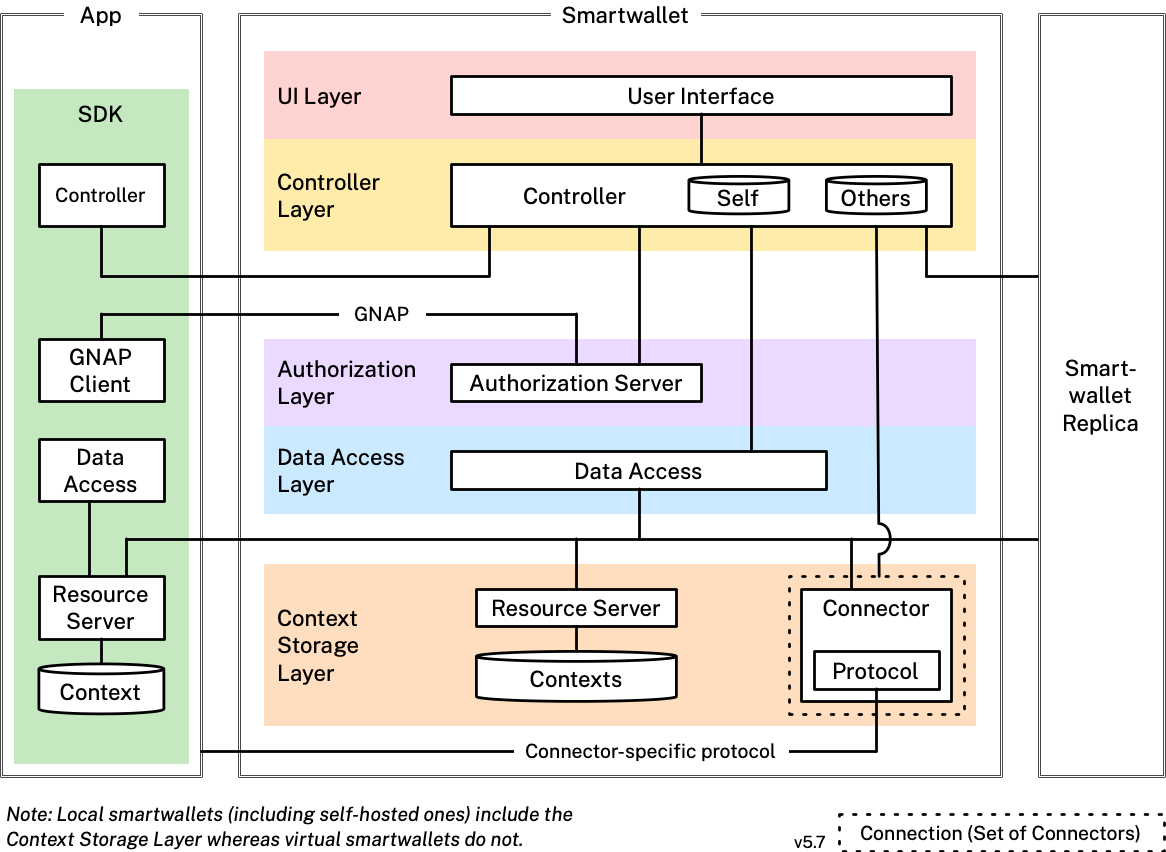 App
Smartwallet
SDK
Controller
GNAP
Client
Data
Access
Resource
Server
Context
UI Layer
User Interface
Controller
Layer
Controller
Self
Others
GNAP
Authorization
Layer
Authorization Server
Data Access
Layer
Data Access
Context
Storage
Layer
Resource Server
Contexts
Connector
Protocol
Connector-specific protocol
Smart-
wallet
Replica
Note: Local smartwallets (including self-hosted ones) include the
Context Storage Layer whereas virtual smartwallets do not.
v5.7
Connection (Set of Connectors)